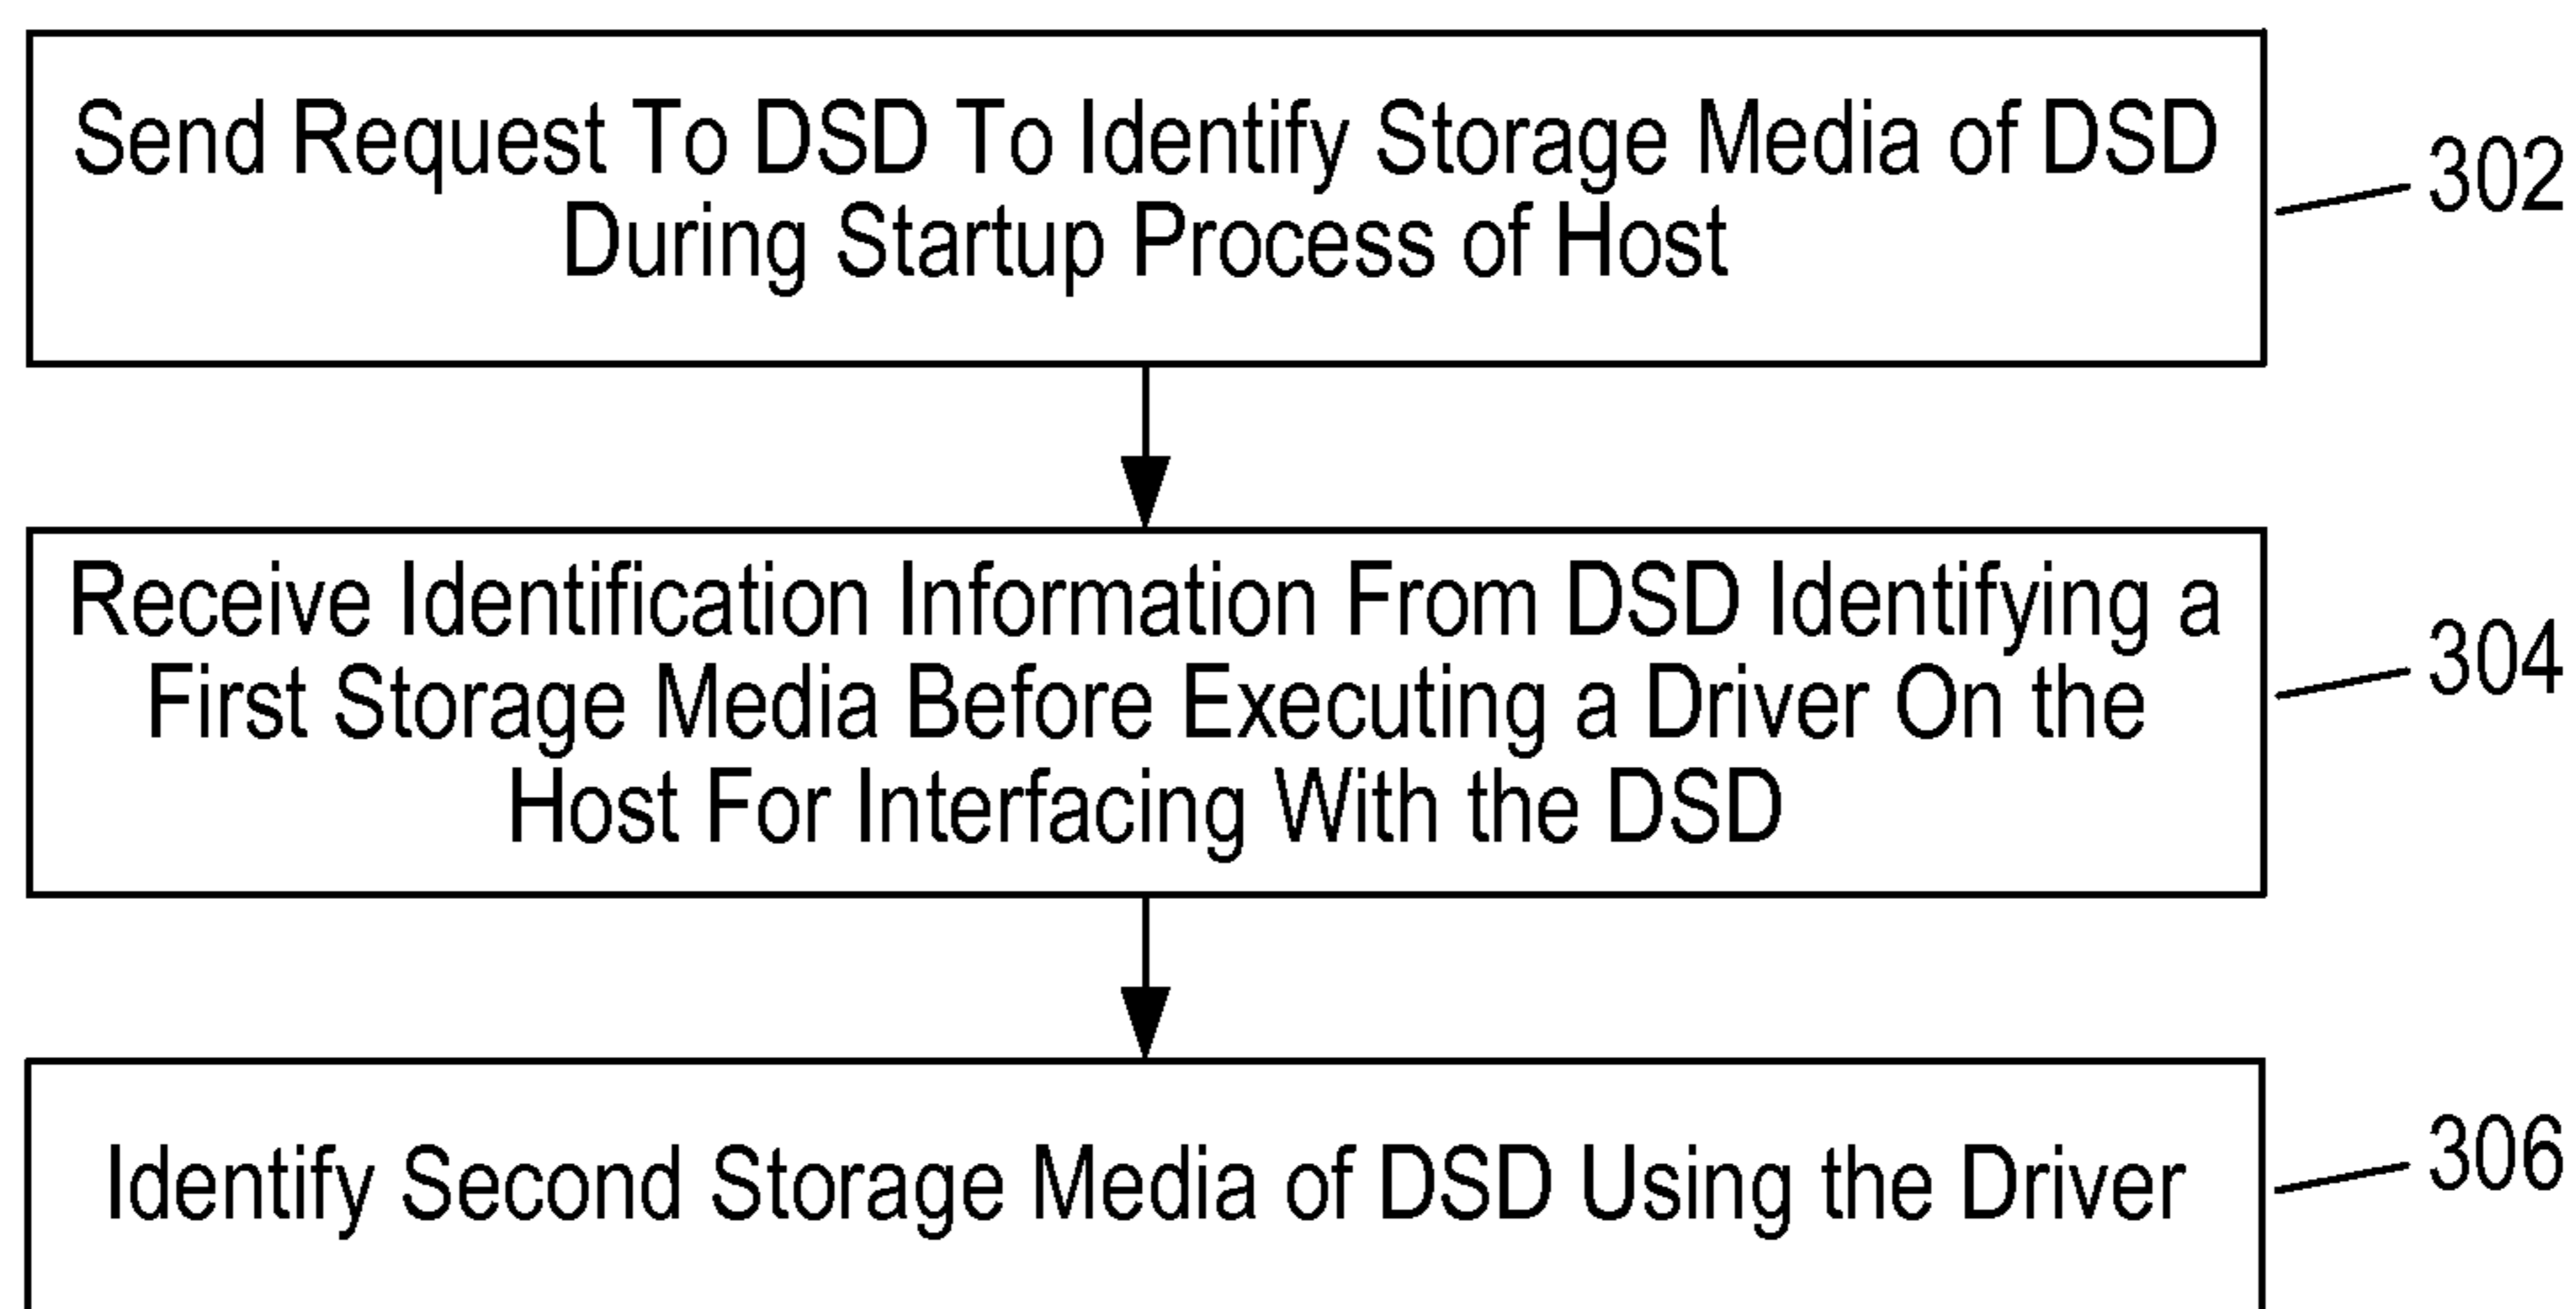 Send Request To DSD To Identify Storage Media of DSD
During Startup Process of Host
302
Receive Identification Information From DSD Identifying a
First Storage Media Before Executing a Driver On the
Host For Interfacing With the DSD
304
Identify Second Storage Media of DSD Using the Driver
306